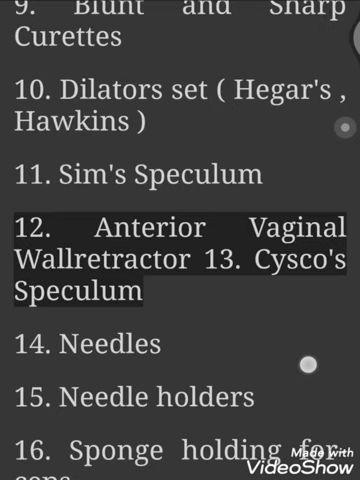 9. Blunt and Sharp
Curettes
10. Dilators set ( Hegar's ,
Hawkins )
11. Sim's Speculum
12. Anterior Vaginal
Wallretractor 13. Cysco's
Speculum
14. Needles
15. Needle holders
16. Sponge holding for
ceps
Made with
VideoShow